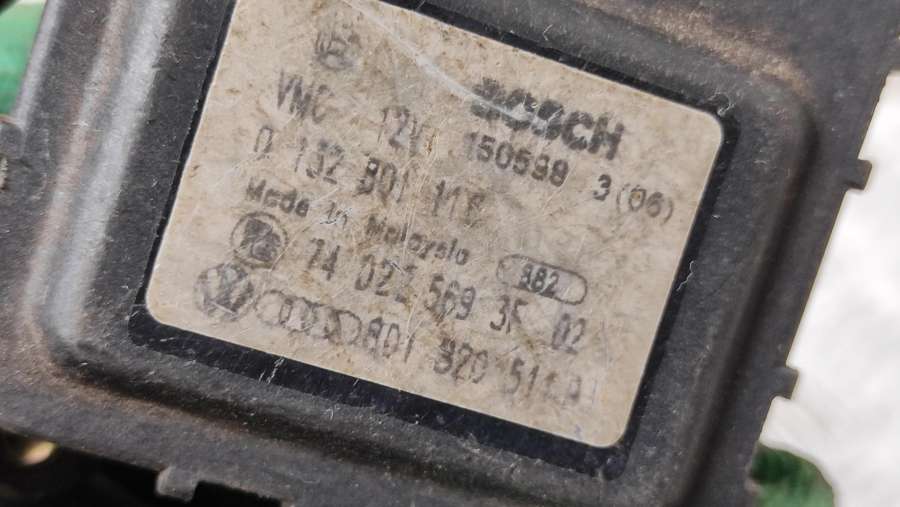 BOSCH
VMC 12V 150598 3(06)
0 132 801 11
Made in Malaysia
982
74 022 569 3F 02
8D1 820 511